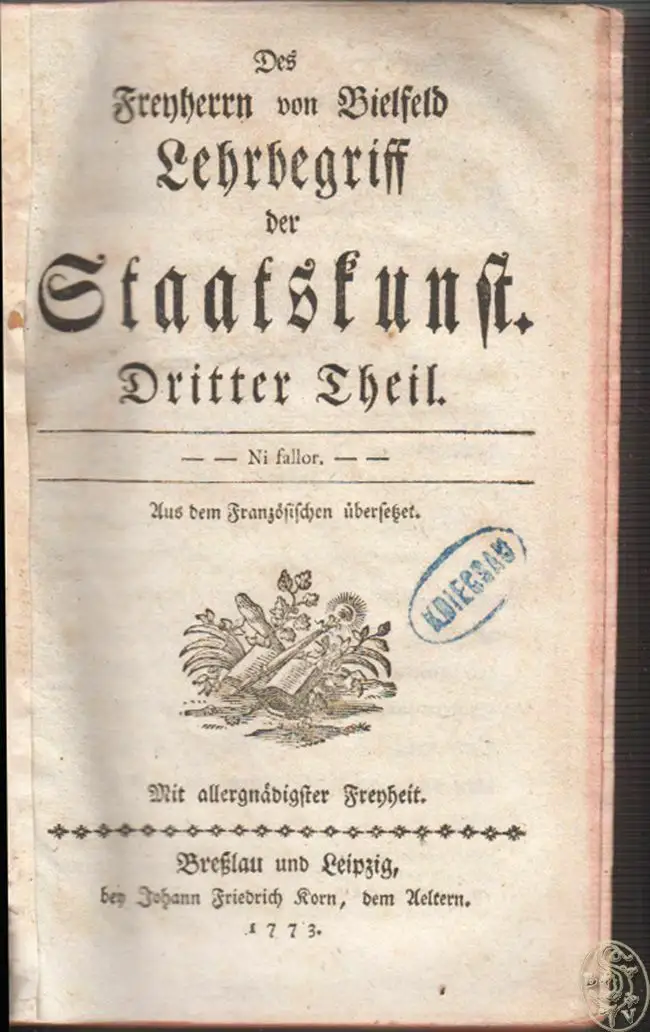 Des
Freyherrn von Bielfeld
Lehrbegriff
der
Staatskunst.
Dritter Theil.
— — Ni fallor. — —
Aus dem Französischen übersetzet.
Mit allergnädigster Freyheit.
Breßlau und Leipzig,
bey Johann Friedrich Korn, dem Aeltern.
1773.